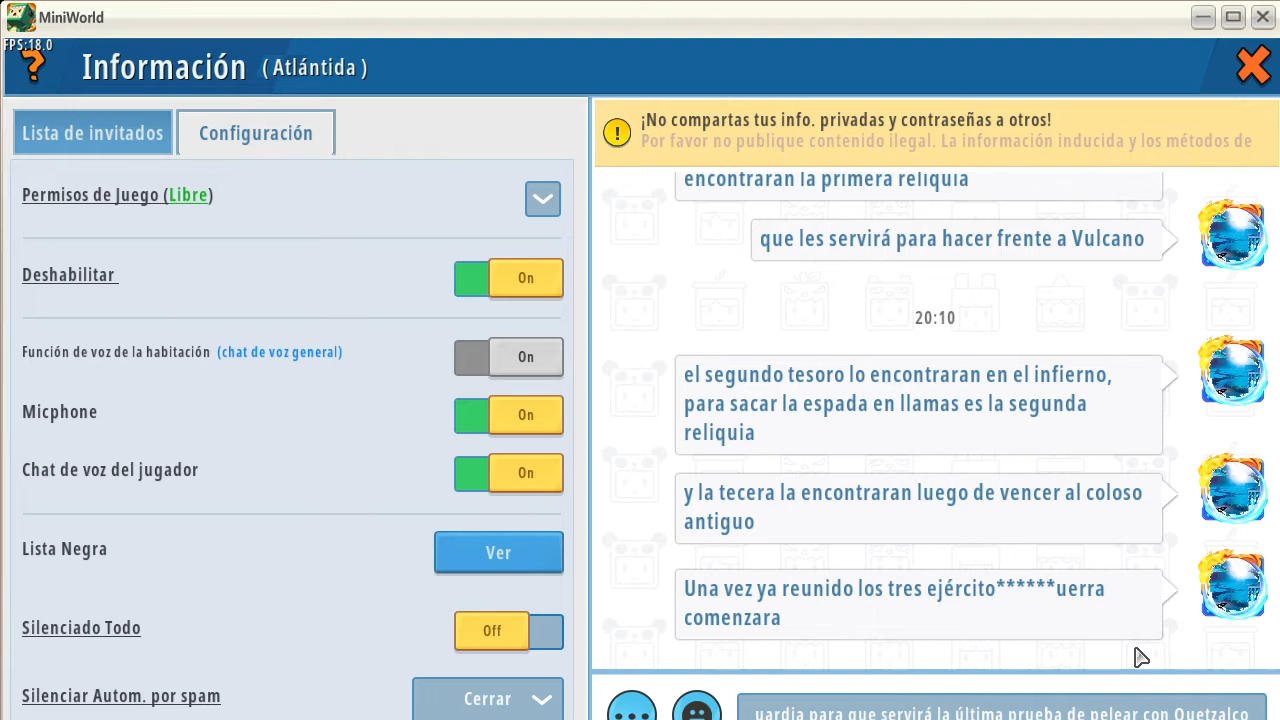 MiniWorld
FPS:18.0
Información ( Atlántida )
Lista de invitados
Configuración
Permisos de Juego (Libre)
Deshabilitar
On
Función de voz de la habitación (chat de voz general)
On
Micphone
On
Chat de voz del jugador
On
Lista Negra
Ver
Silenciado Todo
Off
Silenciar Autom. por spam
Cerrar
¡No compartas tus info. privadas y contraseñas a otros!
Por favor no publique contenido ilegal. La información inducida y los métodos de
encontraran la primera reliquia
que les servirá para hacer frente a Vulcano
20:10
el segundo tesoro lo encontraran en el infierno,
para sacar la espada en llamas es la segunda
reliquia
y la tecera la encontraran luego de vencer al coloso
antiguo
Una vez ya reunido los tres ejército******uerra
comenzara
uardia para que servirá la última prueba de pelear con Quetzalco